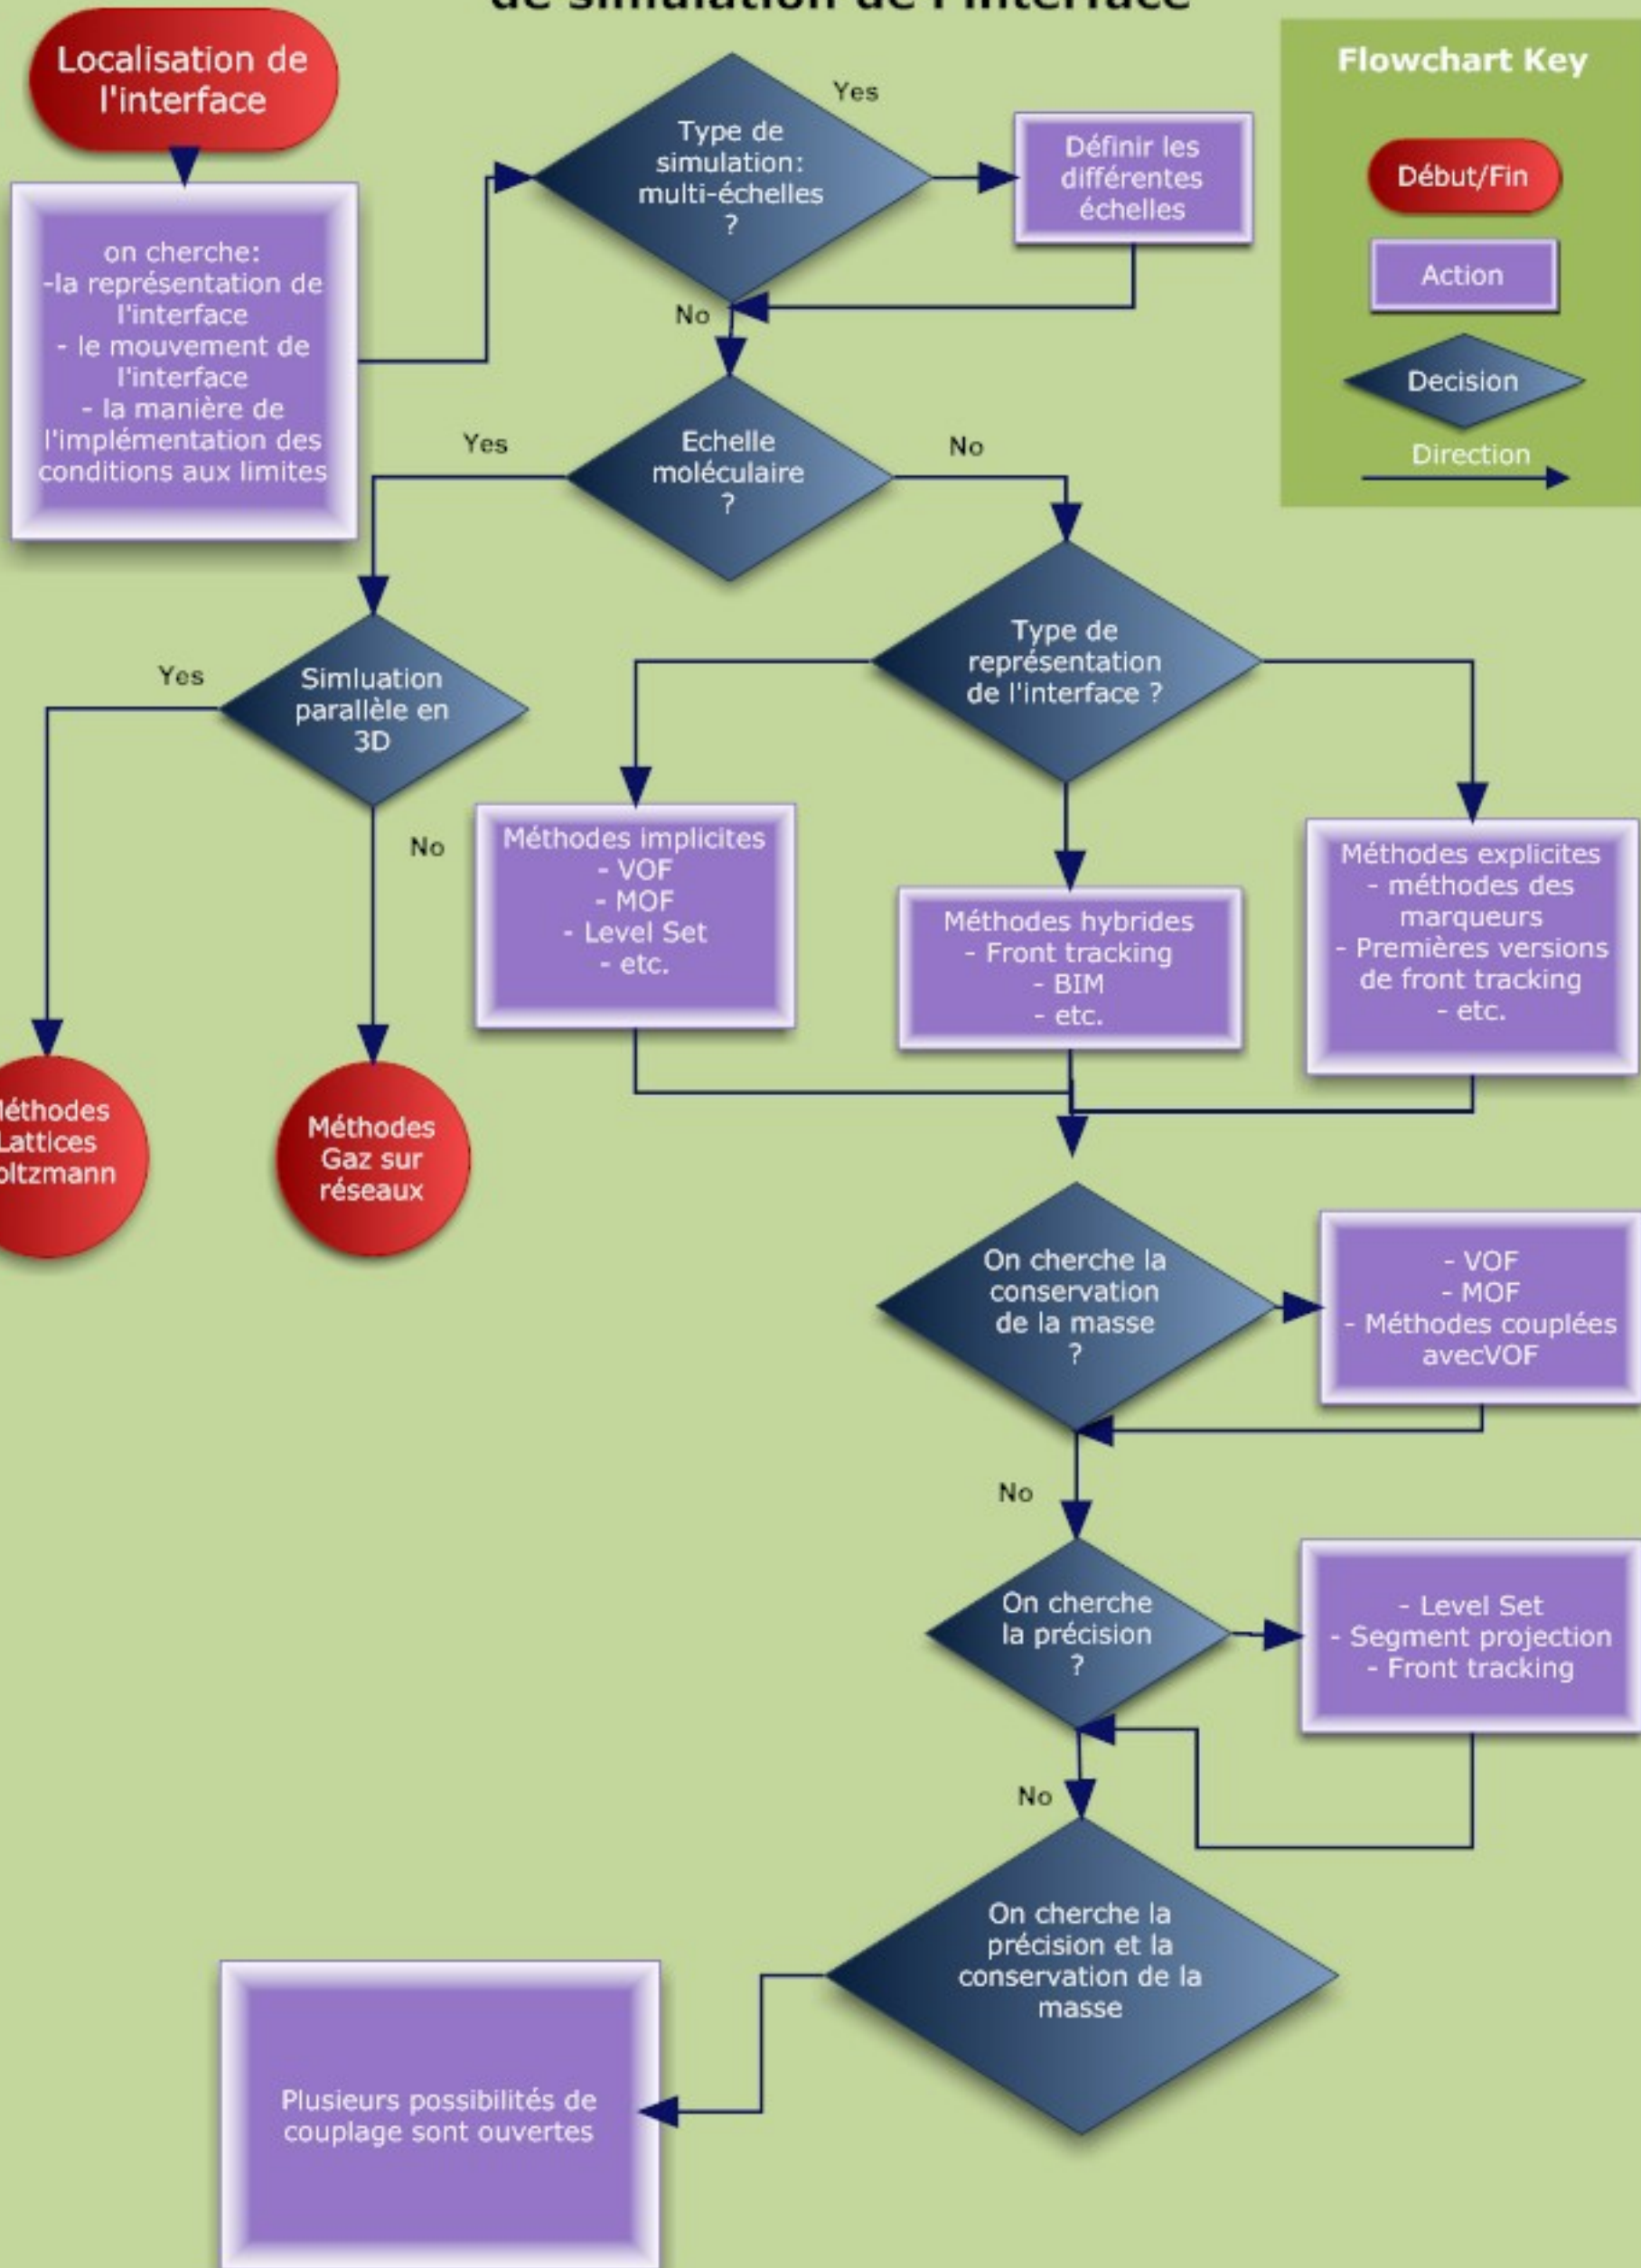 de simulation de l'interface
Localisation de
l'interface
on cherche:
-la représentation de
l'interface
- le mouvement de
l'interface
- la manière de
l'implémentation des
conditions aux limites
Type de
simulation:
multi-échelles
?
Yes
Définir les
différentes
échelles
No
Flowchart Key
Début/Fin
Action
Decision
Direction
Echelle
moléculaire
?
Yes
No
Simluation
parallèle en
3D
Yes
No
Type de
représentation
de l'interface ?
Méthodes implicites
- VOF
- MOF
- Level Set
- etc.
Méthodes hybrides
- Front tracking
- BIM
- etc.
Méthodes explicites
- méthodes des
marqueurs
- Premières versions
de front tracking
- etc.
éthodes
Lattices
oltzmann
Méthodes
Gaz sur
réseaux
On cherche la
conservation
de la masse
?
- VOF
- MOF
- Méthodes couplées
avecVOF
No
On cherche
la précision
?
- Level Set
- Segment projection
- Front tracking
No
On cherche la
précision et la
conservation de la
masse
Plusieurs possibilités de
couplage sont ouvertes